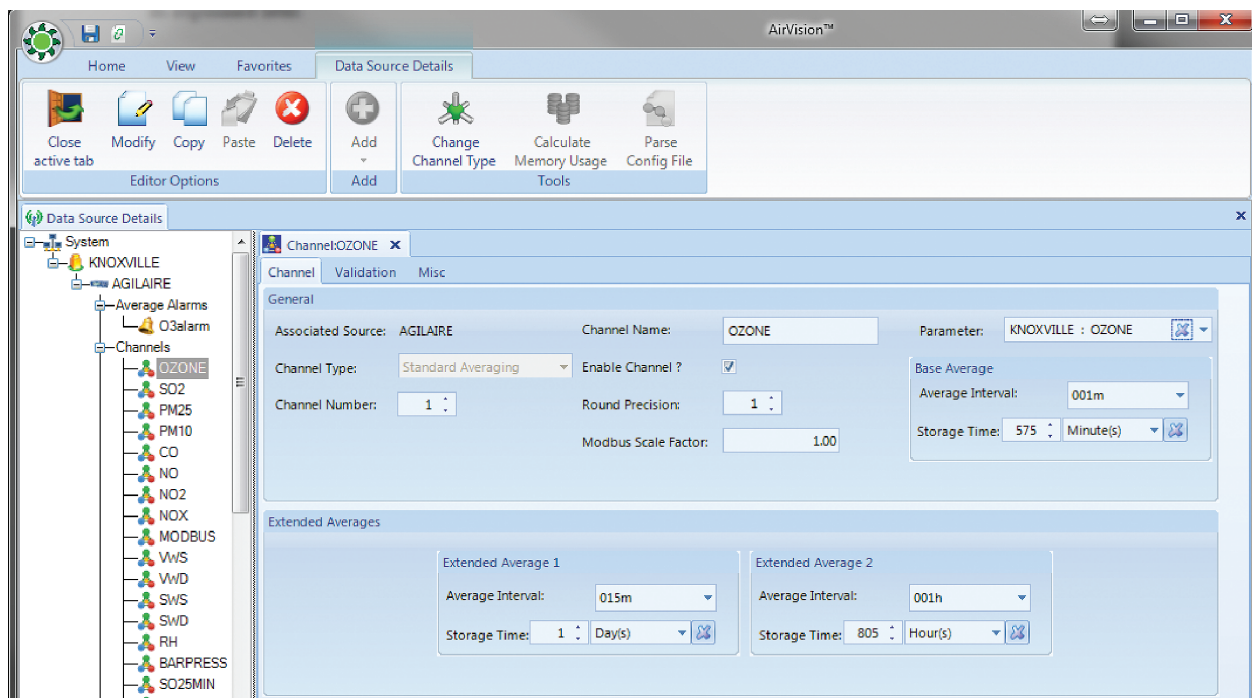 AirVision™
Home View Favorites Data Source Details
Close active tab Modify Copy Paste Delete Add Change Channel Type Calculate Memory Usage Parse Config File
Editor Options Add Tools
Data Source Details
System
KNOXVILLE
AGILAIRE
Average Alarms
O3alarm
Channels
OZONE
SO2
PM25
PM10
CO
NO
NO2
NOX
MODBUS
VWS
VWD
SWS
SWD
RH
BARPRESS
SO25MIN
Channel:OZONE
Channel Validation Misc
General
Associated Source: AGILAIRE Channel Name: OZONE Parameter: KNOXVILLE : OZONE
Channel Type: Standard Averaging Enable Channel ? Base Average
Average Interval: 001m
Channel Number: 1 Round Precision: 1
Storage Time: 575 Minute(s)
Modbus Scale Factor: 1.00
Extended Averages
Extended Average 1 Extended Average 2
Average Interval: 015m Average Interval: 001h
Storage Time: 1 Day(s) Storage Time: 805 Hour(s)